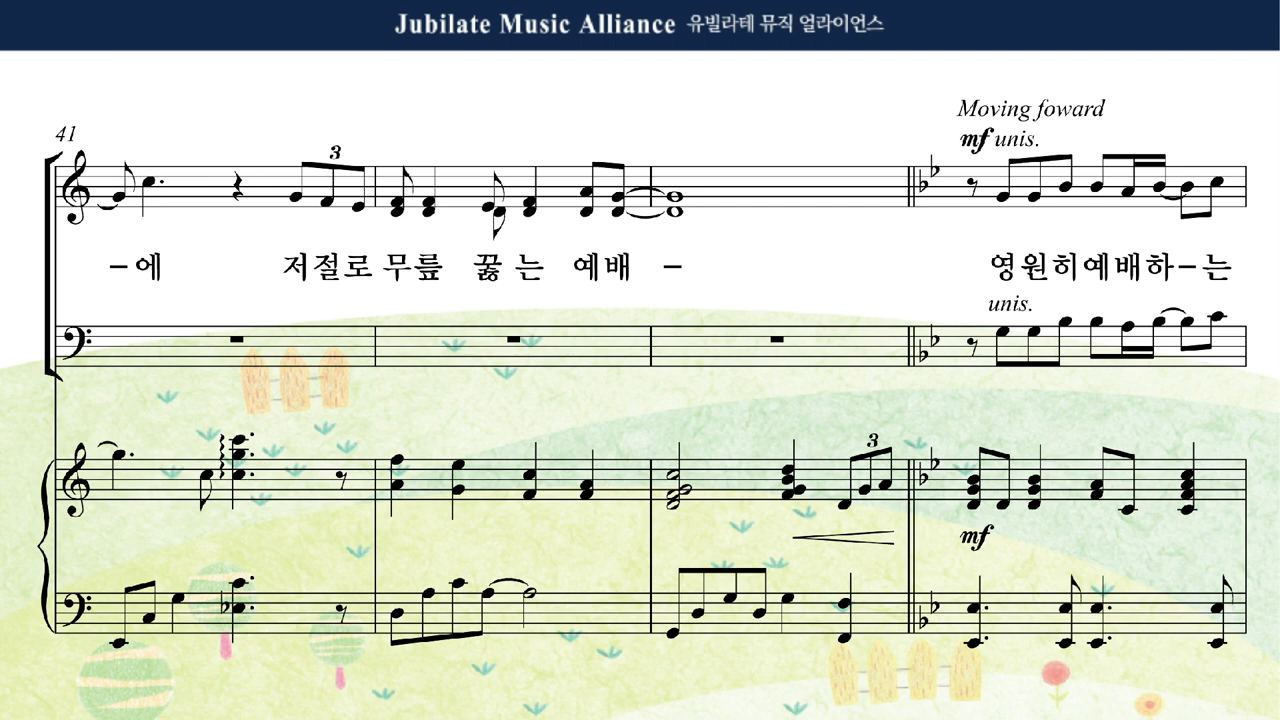 Jubilate Music Alliance 유빌라테 뮤직 얼라이언스
Moving foward
41
mf unis.
3
-에 저절로 무릎 꿇는 예배 - 영원히예배하-는
unis.
3
mf